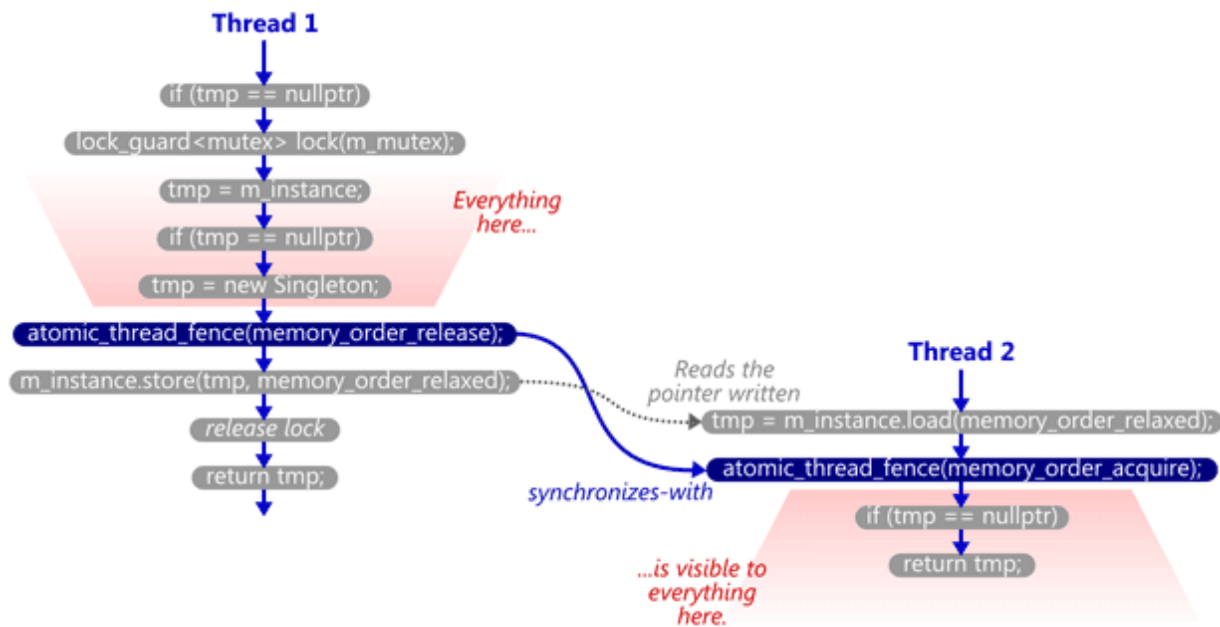 Thread 1
if (tmp == nullptr)
lock_guard<mutex> lock(m_mutex);
tmp = m_instance;
Everything
here...
if (tmp == nullptr)
tmp = new Singleton;
atomic_thread_fence(memory_order_release);
m_instance.store(tmp, memory_order_relaxed);
release lock
return tmp;
Reads the
pointer written
synchronizes-with
Thread 2
tmp = m_instance.load(memory_order_relaxed);
atomic_thread_fence(memory_order_acquire);
if (tmp == nullptr)
return tmp;
...is visible to
everything
here.